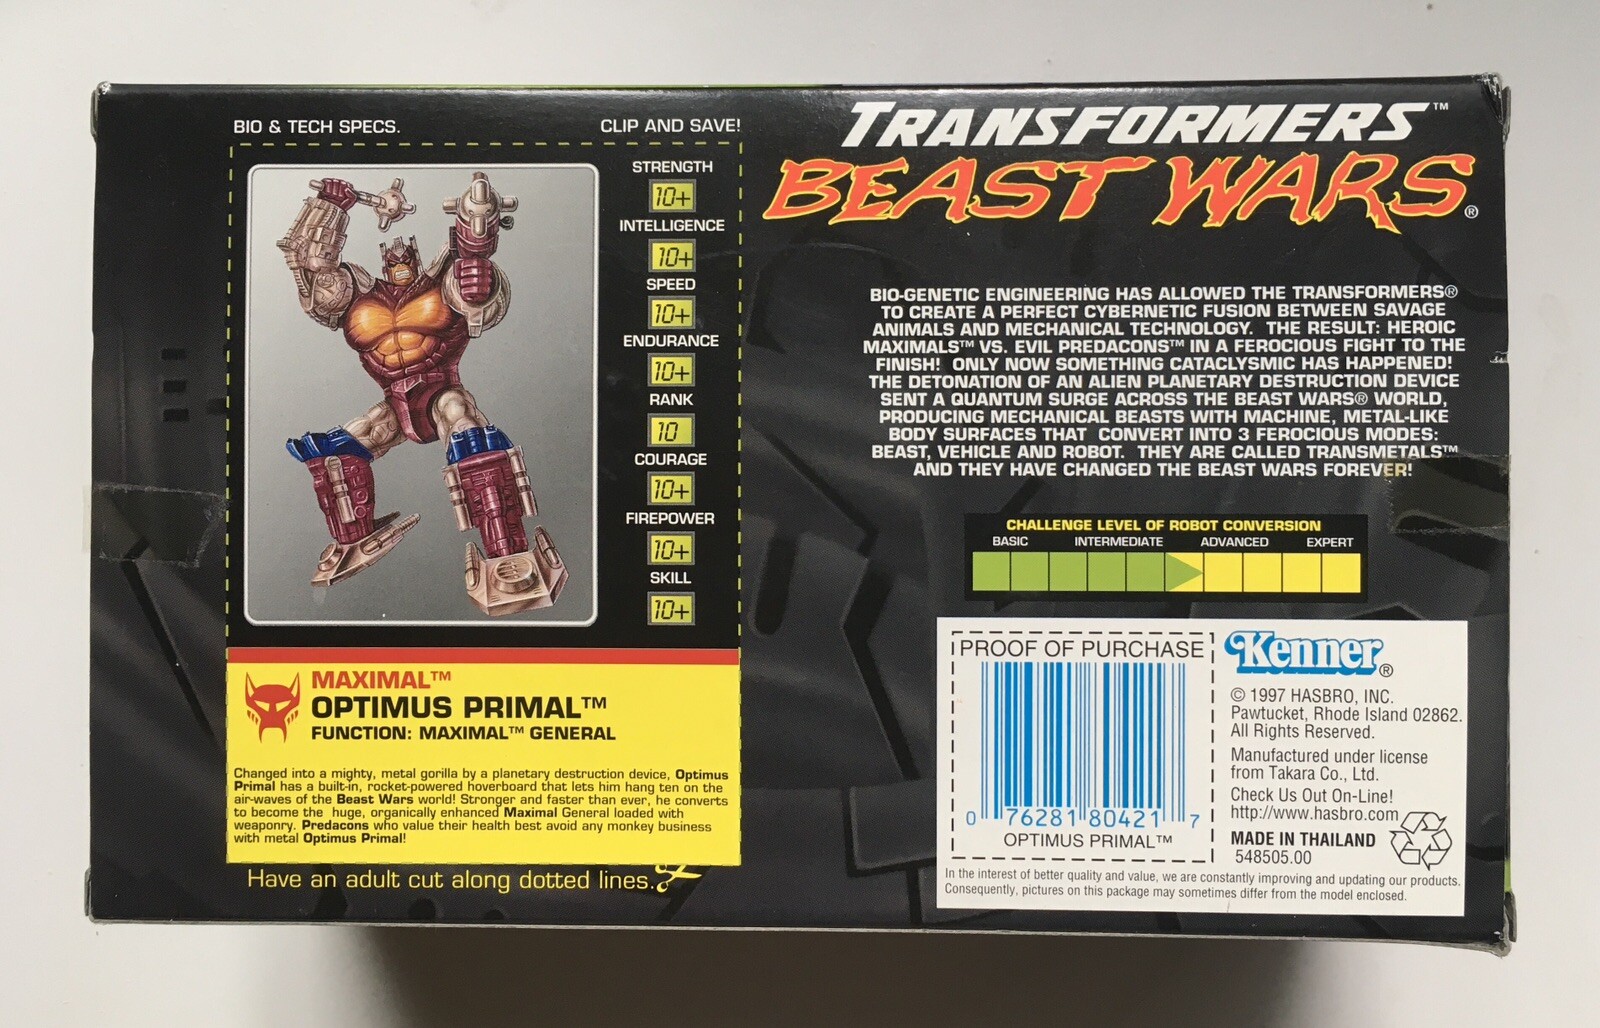 BIO & TECH SPECS.
CLIP AND SAVE!
STRENGTH
10+
INTELLIGENCE
10+
SPEED
10+
ENDURANCE
10+
RANK
10
COURAGE
10+
FIREPOWER
10+
SKILL
10+
MAXIMAL™
OPTIMUS PRIMAL™
FUNCTION: MAXIMAL™ GENERAL
Changed into a mighty, metal gorilla by a planetary destruction device, Optimus
Primal has a built-in, rocket-powered hoverboard that lets him hang ten on the
air-waves of the Beast Wars world! Stronger and faster than ever, he converts
to become the huge, organically enhanced Maximal General loaded with
weaponry. Predacons who value their health best avoid any monkey business
with metal Optimus Primal!
Have an adult cut along dotted lines.
TRANSFORMERS™
BEAST WARS®
BIO-GENETIC ENGINEERING HAS ALLOWED THE TRANSFORMERS®
TO CREATE A PERFECT CYBERNETIC FUSION BETWEEN SAVAGE
ANIMALS AND MECHANICAL TECHNOLOGY. THE RESULT: HEROIC
MAXIMALS™ VS. EVIL PREDACONS™ IN A FEROCIOUS FIGHT TO THE
FINISH! ONLY NOW SOMETHING CATACLYSMIC HAS HAPPENED!
THE DETONATION OF AN ALIEN PLANETARY DESTRUCTION DEVICE
SENT A QUANTUM SURGE ACROSS THE BEAST WARS® WORLD,
PRODUCING MECHANICAL BEASTS WITH MACHINE, METAL-LIKE
BODY SURFACES THAT CONVERT INTO 3 FEROCIOUS MODES:
BEAST, VEHICLE AND ROBOT. THEY ARE CALLED TRANSMETALS™
AND THEY HAVE CHANGED THE BEAST WARS FOREVER!
CHALLENGE LEVEL OF ROBOT CONVERSION
BASIC INTERMEDIATE ADVANCED EXPERT
PROOF OF PURCHASE
0 76281 80421 7
OPTIMUS PRIMAL™
Kenner®
© 1997 HASBRO, INC.
Pawtucket, Rhode Island 02862.
All Rights Reserved.
Manufactured under license
from Takara Co., Ltd.
Check Us Out On-Line!
http://www.hasbro.com
MADE IN THAILAND
548505.00
In the interest of better quality and value, we are constantly improving and updating our products.
Consequently, pictures on this package may sometimes differ from the model enclosed.